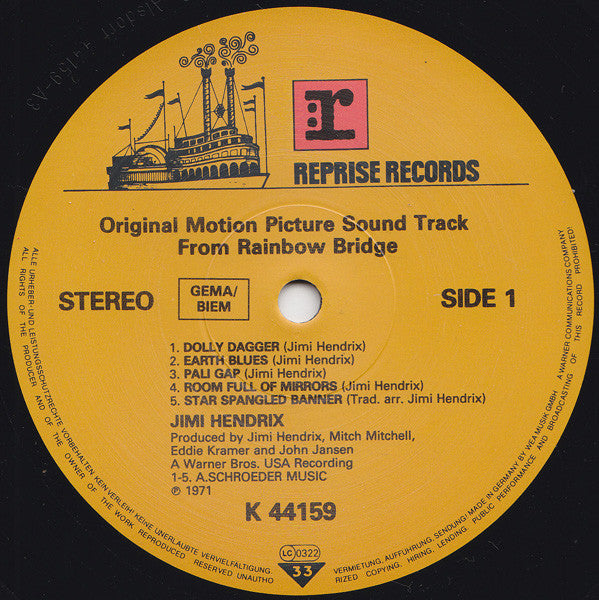 r
REPRISE RECORDS
Original Motion Picture Sound Track
From Rainbow Bridge
STEREO
GEMA/
BIEM
SIDE 1
1. DOLLY DAGGER (Jimi Hendrix)
2. EARTH BLUES (Jimi Hendrix)
3. PALI GAP (Jimi Hendrix)
4. ROOM FULL OF MIRRORS (Jimi Hendrix)
5. STAR SPANGLED BANNER (Trad. arr. Jimi Hendrix)
JIMI HENDRIX
Produced by Jimi Hendrix, Mitch Mitchell,
Eddie Kramer and John Jansen
A Warner Bros. USA Recording
1-5. A.SCHROEDER MUSIC
℗ 1971
K 44159
LC 0322
33
ALLE URHEBER- UND LEISTUNGSSCHUTZRECHTE VORBEHALTEN KEIN VERLEIH! KEINE UNERLAUBTE VERVIELFÄLTIGUNG,
VERMIETUNG, AUFFÜHRUNG, SENDUNG! MADE IN GERMANY BY WEA MUSIK GMBH A WARNER COMMUNICATIONS COMPANY
ALL RIGHTS OF THE PRODUCER AND OF THE OWNER OF THE WORK REPRODUCED RESERVED UNAUTHO
RIZED COPYING, HIRING, LENDING, PUBLIC PERFORMANCE AND BROADCASTING OF THIS RECORD PROHIBITED!